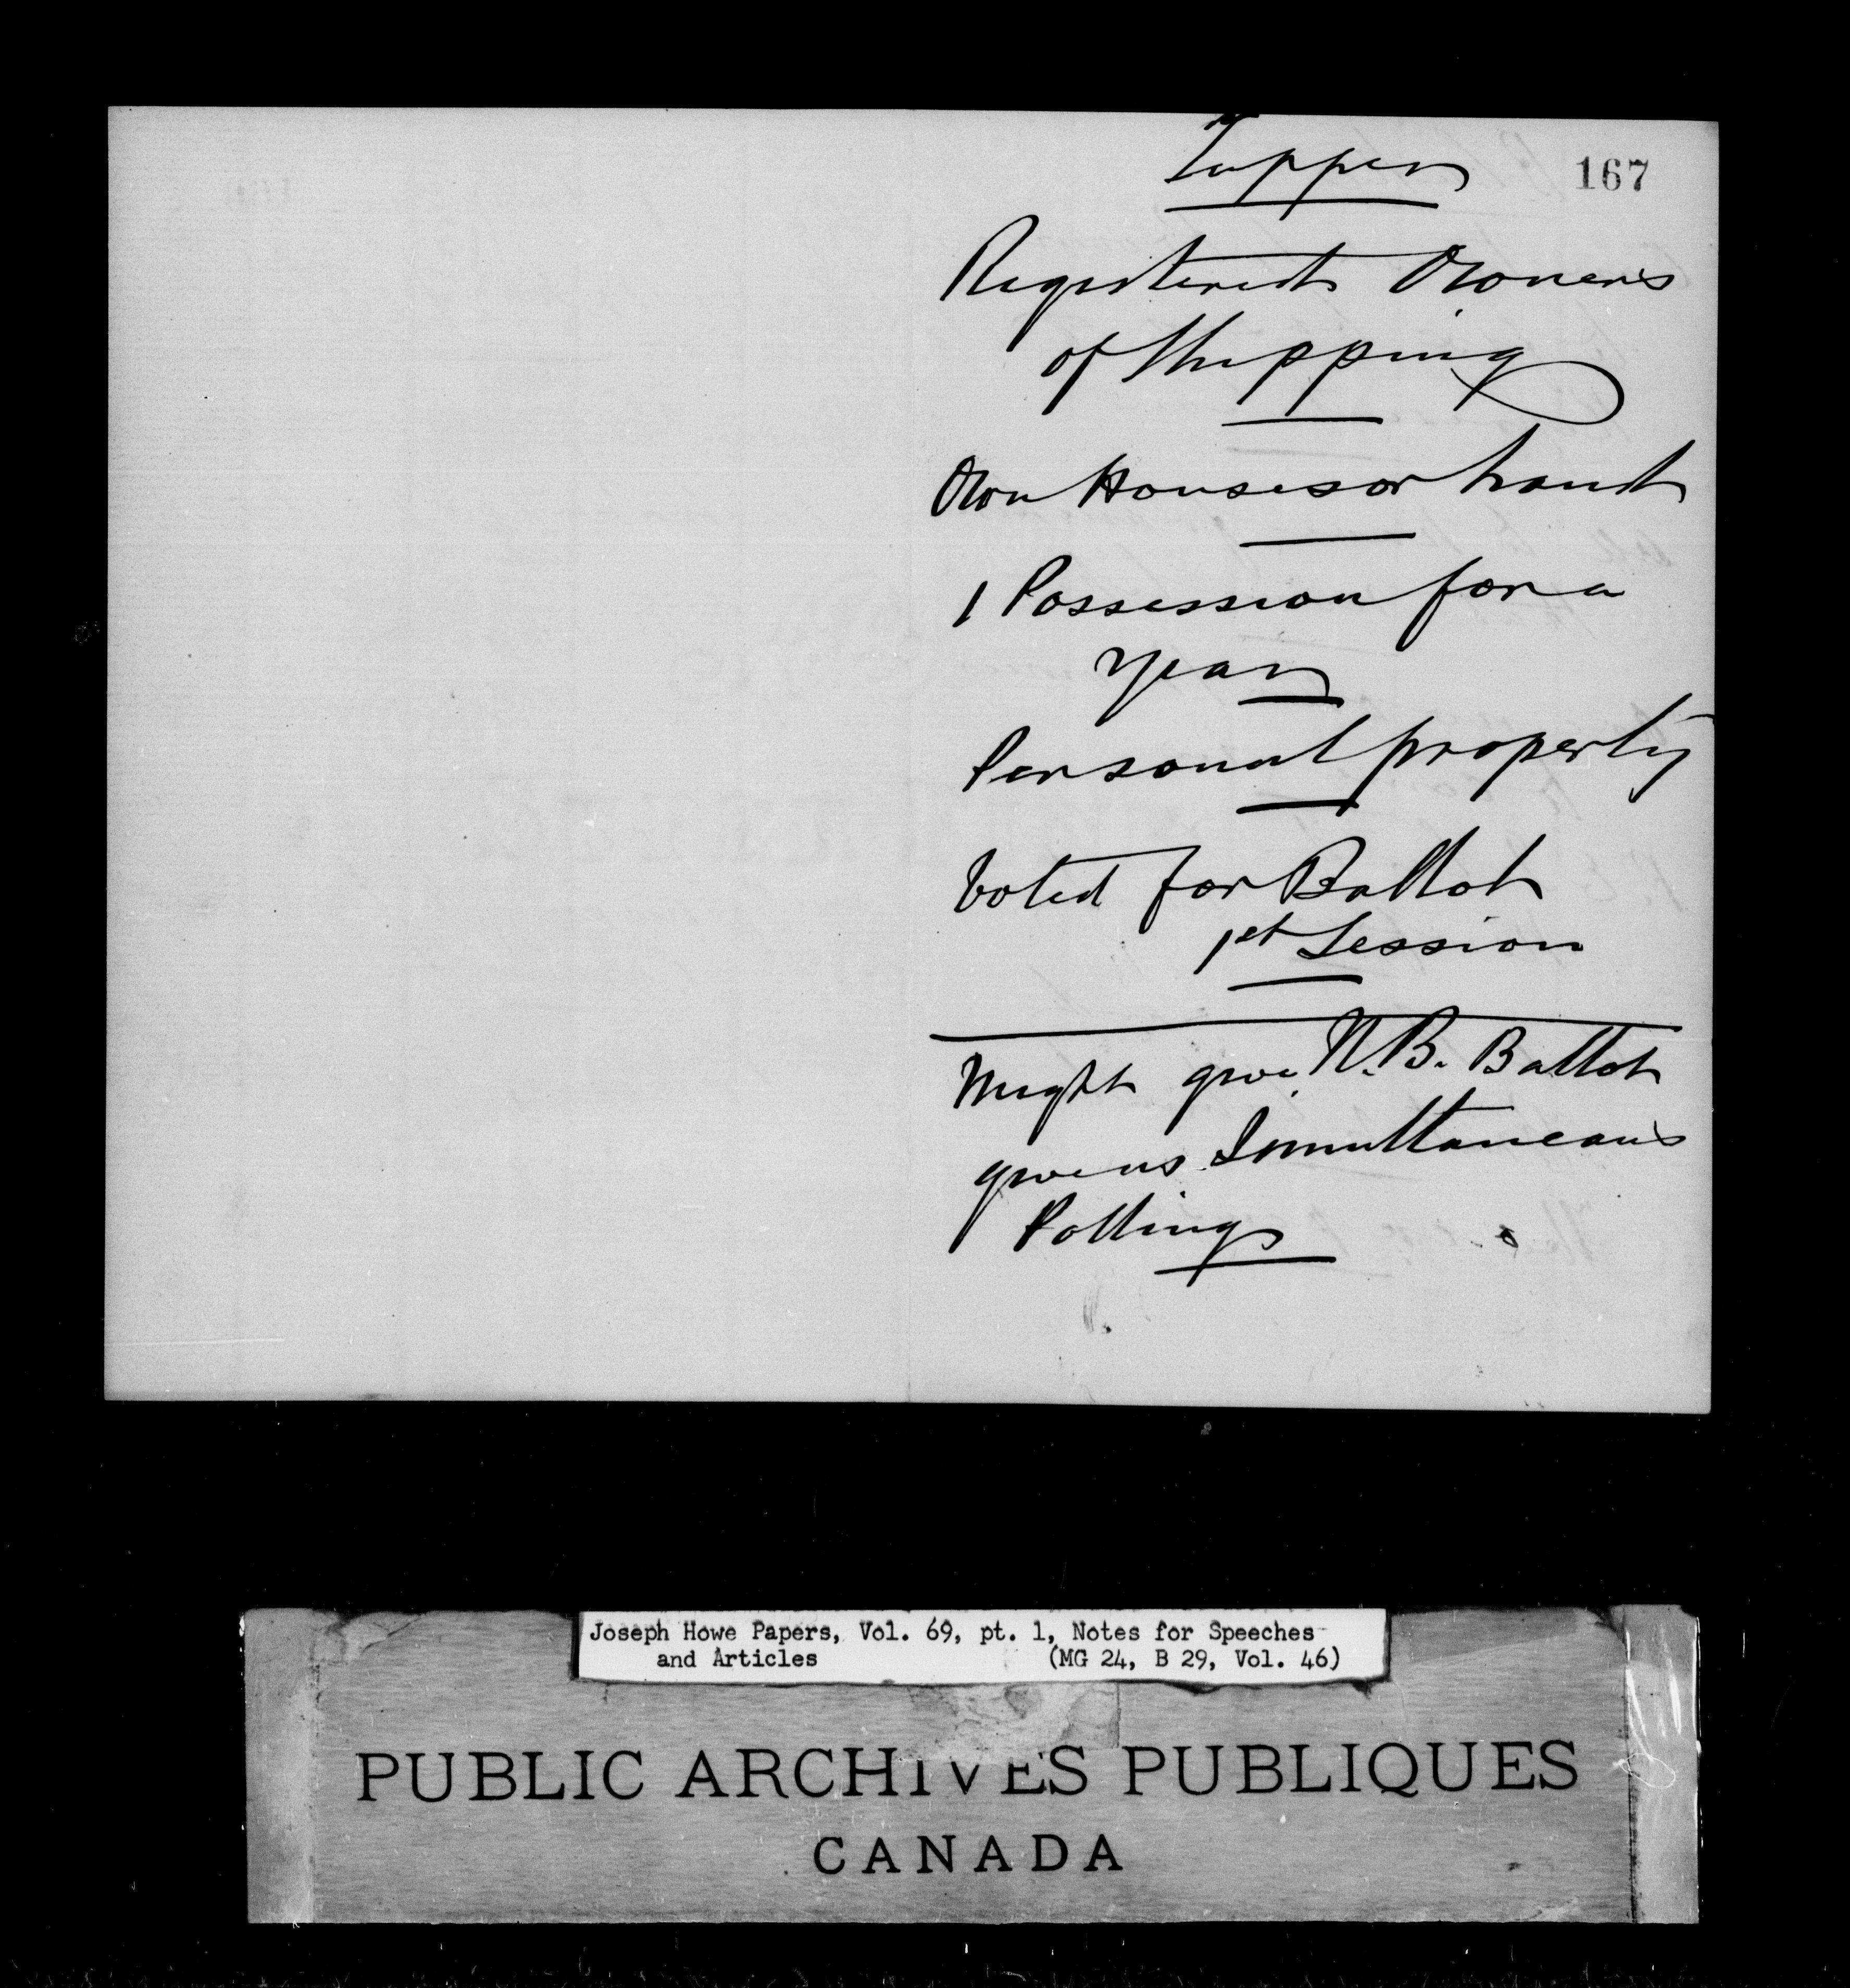 Tupper
167
Registered Owners
of Shipping
Own Houses or Land
1 Possession for a
year
Personal property
Voted for Ballot
1st Session
Might give N.B. Ballot
give us Simultaneous
Pollings
Joseph Howe Papers, Vol. 69, pt. 1, Notes for Speeches
and Articles (MG 24, B 29, Vol. 46)
PUBLIC ARCHIVES PUBLIQUES
CANADA